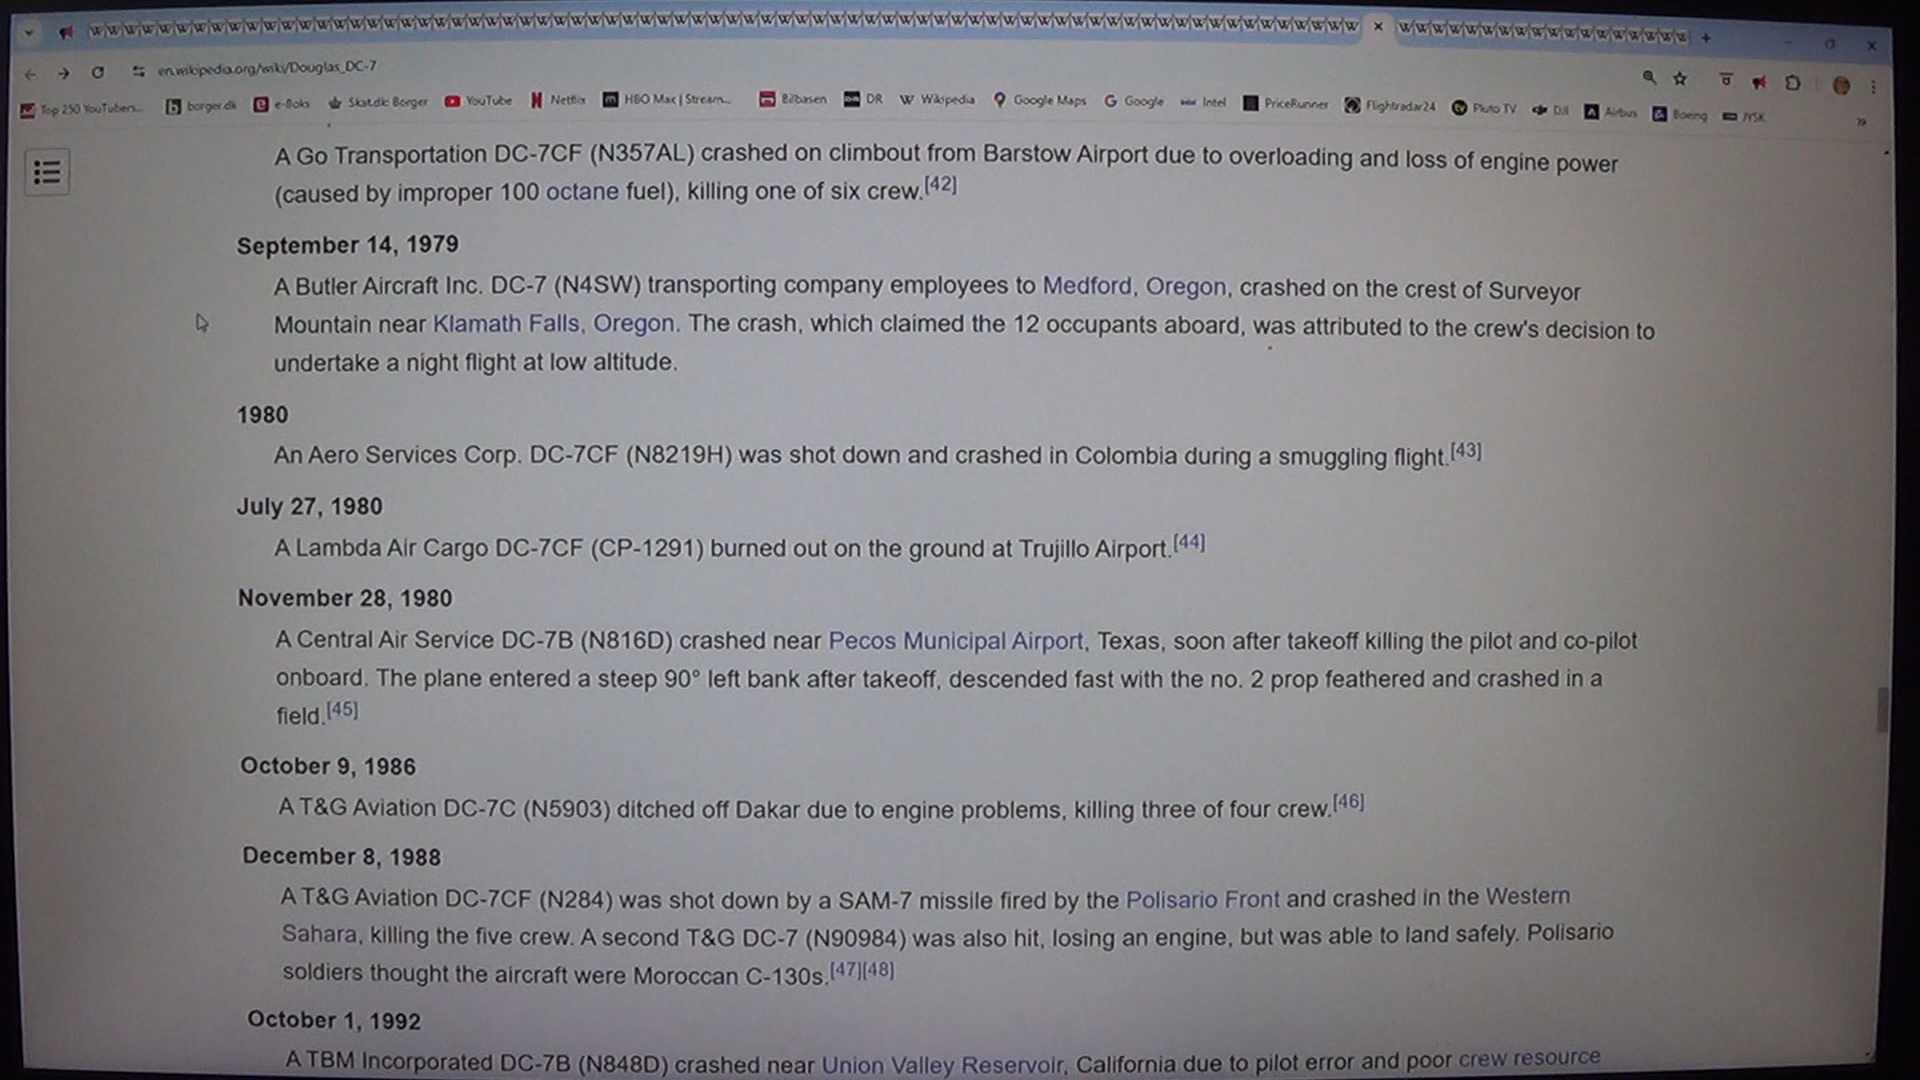 en.wikipedia.org/wiki/Douglas_DC-7
Top 250 YouTubers... borger.dk e-Boks Skat.dk: Borger YouTube Netflix HBO Max | Stream... Bilbasen DR Wikipedia Google Maps Google Intel PriceRunner Flightradar24 Pluto TV DJI Airbus Boeing JYSK
A Go Transportation DC-7CF (N357AL) crashed on climbout from Barstow Airport due to overloading and loss of engine power
(caused by improper 100 octane fuel), killing one of six crew.[42]
September 14, 1979
A Butler Aircraft Inc. DC-7 (N4SW) transporting company employees to Medford, Oregon, crashed on the crest of Surveyor
Mountain near Klamath Falls, Oregon. The crash, which claimed the 12 occupants aboard, was attributed to the crew's decision to
undertake a night flight at low altitude.
1980
An Aero Services Corp. DC-7CF (N8219H) was shot down and crashed in Colombia during a smuggling flight.[43]
July 27, 1980
A Lambda Air Cargo DC-7CF (CP-1291) burned out on the ground at Trujillo Airport.[44]
November 28, 1980
A Central Air Service DC-7B (N816D) crashed near Pecos Municipal Airport, Texas, soon after takeoff killing the pilot and co-pilot
onboard. The plane entered a steep 90° left bank after takeoff, descended fast with the no. 2 prop feathered and crashed in a
field.[45]
October 9, 1986
A T&G Aviation DC-7C (N5903) ditched off Dakar due to engine problems, killing three of four crew.[46]
December 8, 1988
A T&G Aviation DC-7CF (N284) was shot down by a SAM-7 missile fired by the Polisario Front and crashed in the Western
Sahara, killing the five crew. A second T&G DC-7 (N90984) was also hit, losing an engine, but was able to land safely. Polisario
soldiers thought the aircraft were Moroccan C-130s.[47][48]
October 1, 1992
A TBM Incorporated DC-7B (N848D) crashed near Union Valley Reservoir, California due to pilot error and poor crew resource